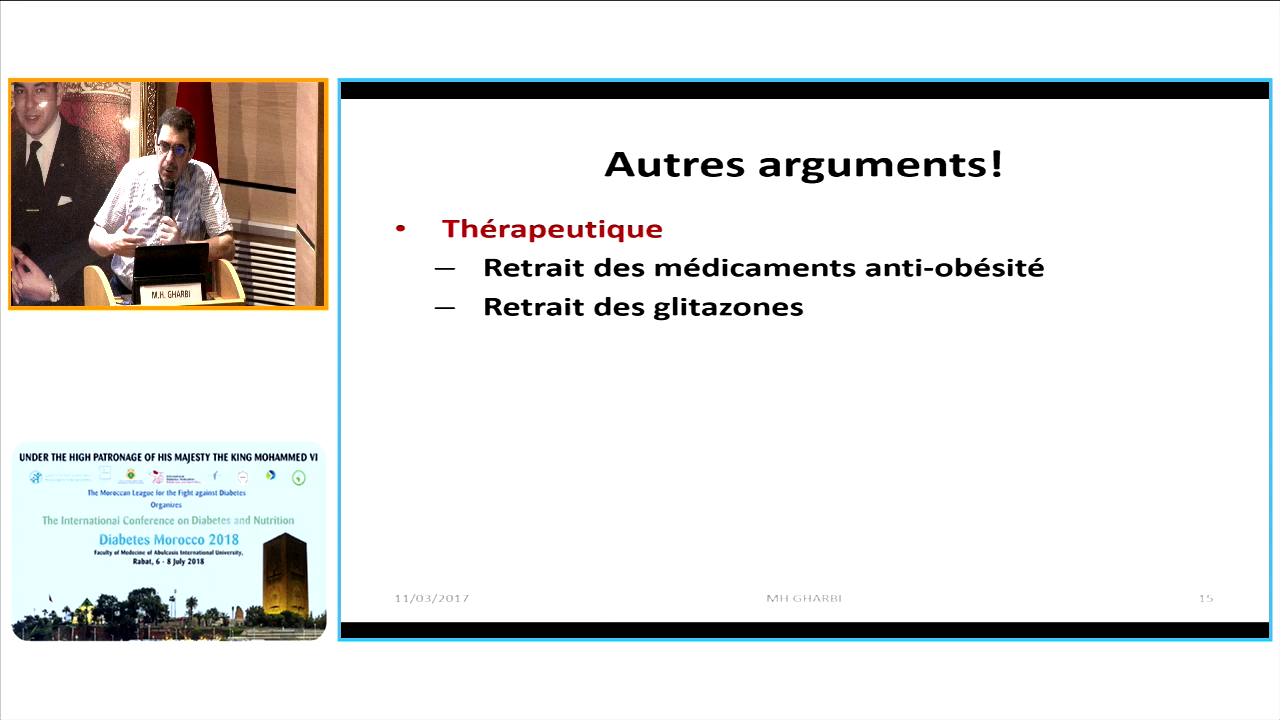 M.H. GHARBI
UNDER THE HIGH PATRONAGE OF HIS MAJESTY THE KING MOHAMMED VI
The Moroccan League for the Fight against Diabetes
Organizes
The International Conference on Diabetes and Nutrition
Diabetes Morocco 2018
Faculty of Medecine of Abulcasis International University,
Rabat, 6 - 8 July 2018
Autres arguments!
• Thérapeutique
– Retrait des médicaments anti-obésité
– Retrait des glitazones
11/03/2017 MH GHARBI 15